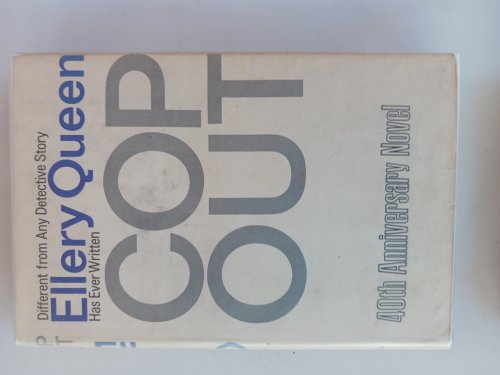 Different from Any Detective Story
Ellery Queen
Has Ever Written
COP
OUT
40th Anniversary Novel